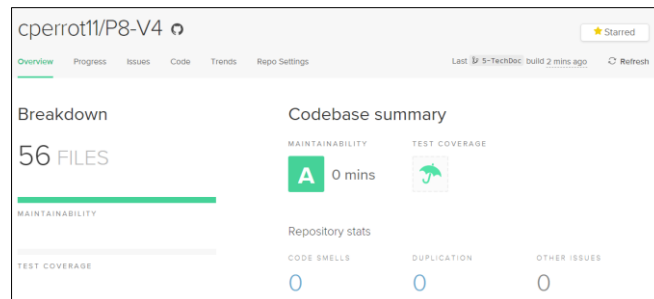 cperrot11/P8-V4
Starred
Overview Progress Issues Code Trends Repo Settings
Last 5-TechDoc build 2 mins ago Refresh
Breakdown
56 FILES
MAINTAINABILITY
TEST COVERAGE
Codebase summary
MAINTAINABILITY TEST COVERAGE
A 0 mins
Repository stats
CODE SMELLS DUPLICATION OTHER ISSUES
0 0 0